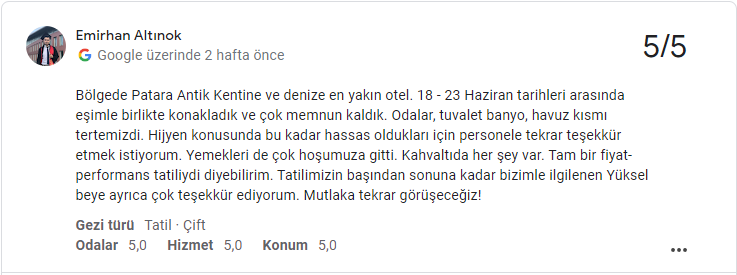 Emirhan Altınok
Google üzerinde 2 hafta önce
5/5
Bölgede Patara Antik Kentine ve denize en yakın otel. 18 - 23 Haziran tarihleri arasında
eşimle birlikte konakladık ve çok memnun kaldık. Odalar, tuvalet banyo, havuz kısmı
tertemizdi. Hijyen konusunda bu kadar hassas oldukları için personele tekrar teşekkür
etmek istiyorum. Yemekleri de çok hoşumuza gitti. Kahvaltıda her şey var. Tam bir fiyat-
performans tatiliydi diyebilirim. Tatilimizin başından sonuna kadar bizimle ilgilenen Yüksel
beye ayrıca çok teşekkür ediyorum. Mutlaka tekrar görüşeceğiz!
Gezi türü Tatil · Çift
Odalar 5,0 Hizmet 5,0 Konum 5,0